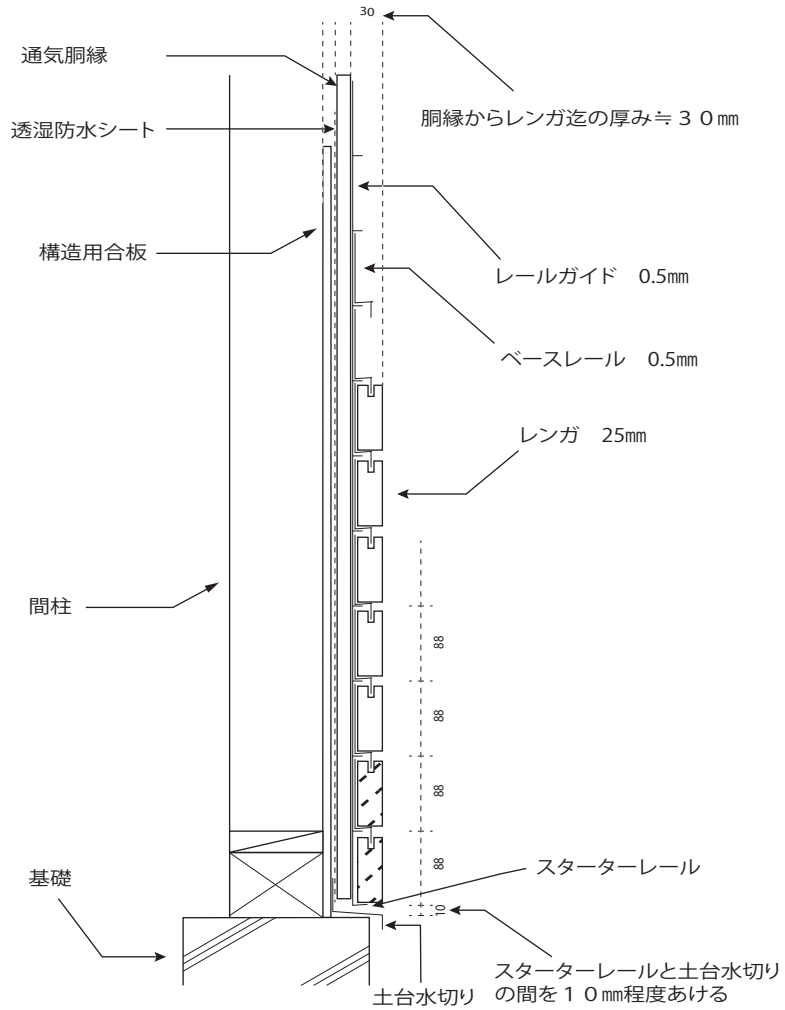 30
通気胴縁
胴縁からレンガ迄の厚み≒３０㎜
透湿防水シート
構造用合板
レールガイド　0.5㎜
ベースレール　0.5㎜
レンガ　25㎜
間柱
88
88
88
88
スターターレール
基礎
10
スターターレールと土台水切り
の間を１０㎜程度あける
土台水切り